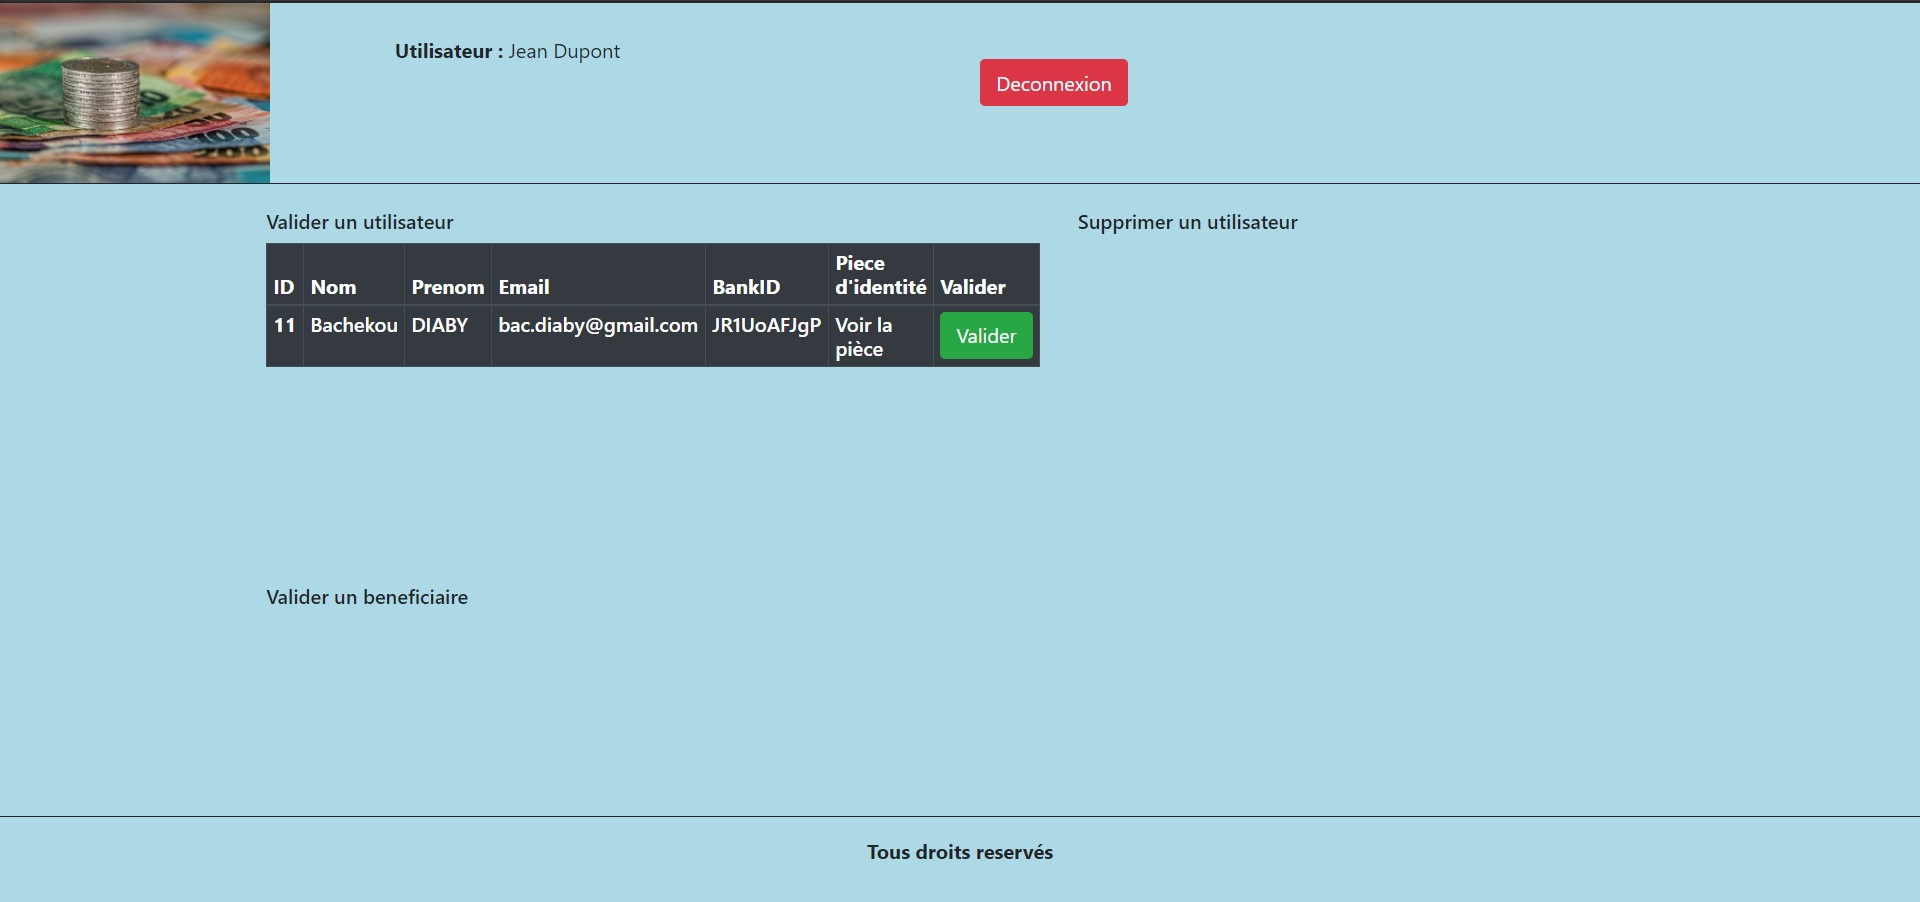 Utilisateur : Jean Dupont
Deconnexion
Valider un utilisateur
Supprimer un utilisateur
ID Nom Prenom Email BankID Piece d'identité Valider
11 Bachekou DIABY bac.diaby@gmail.com JR1UoAFJgP Voir la pièce Valider
Valider un beneficiaire
Tous droits reservés